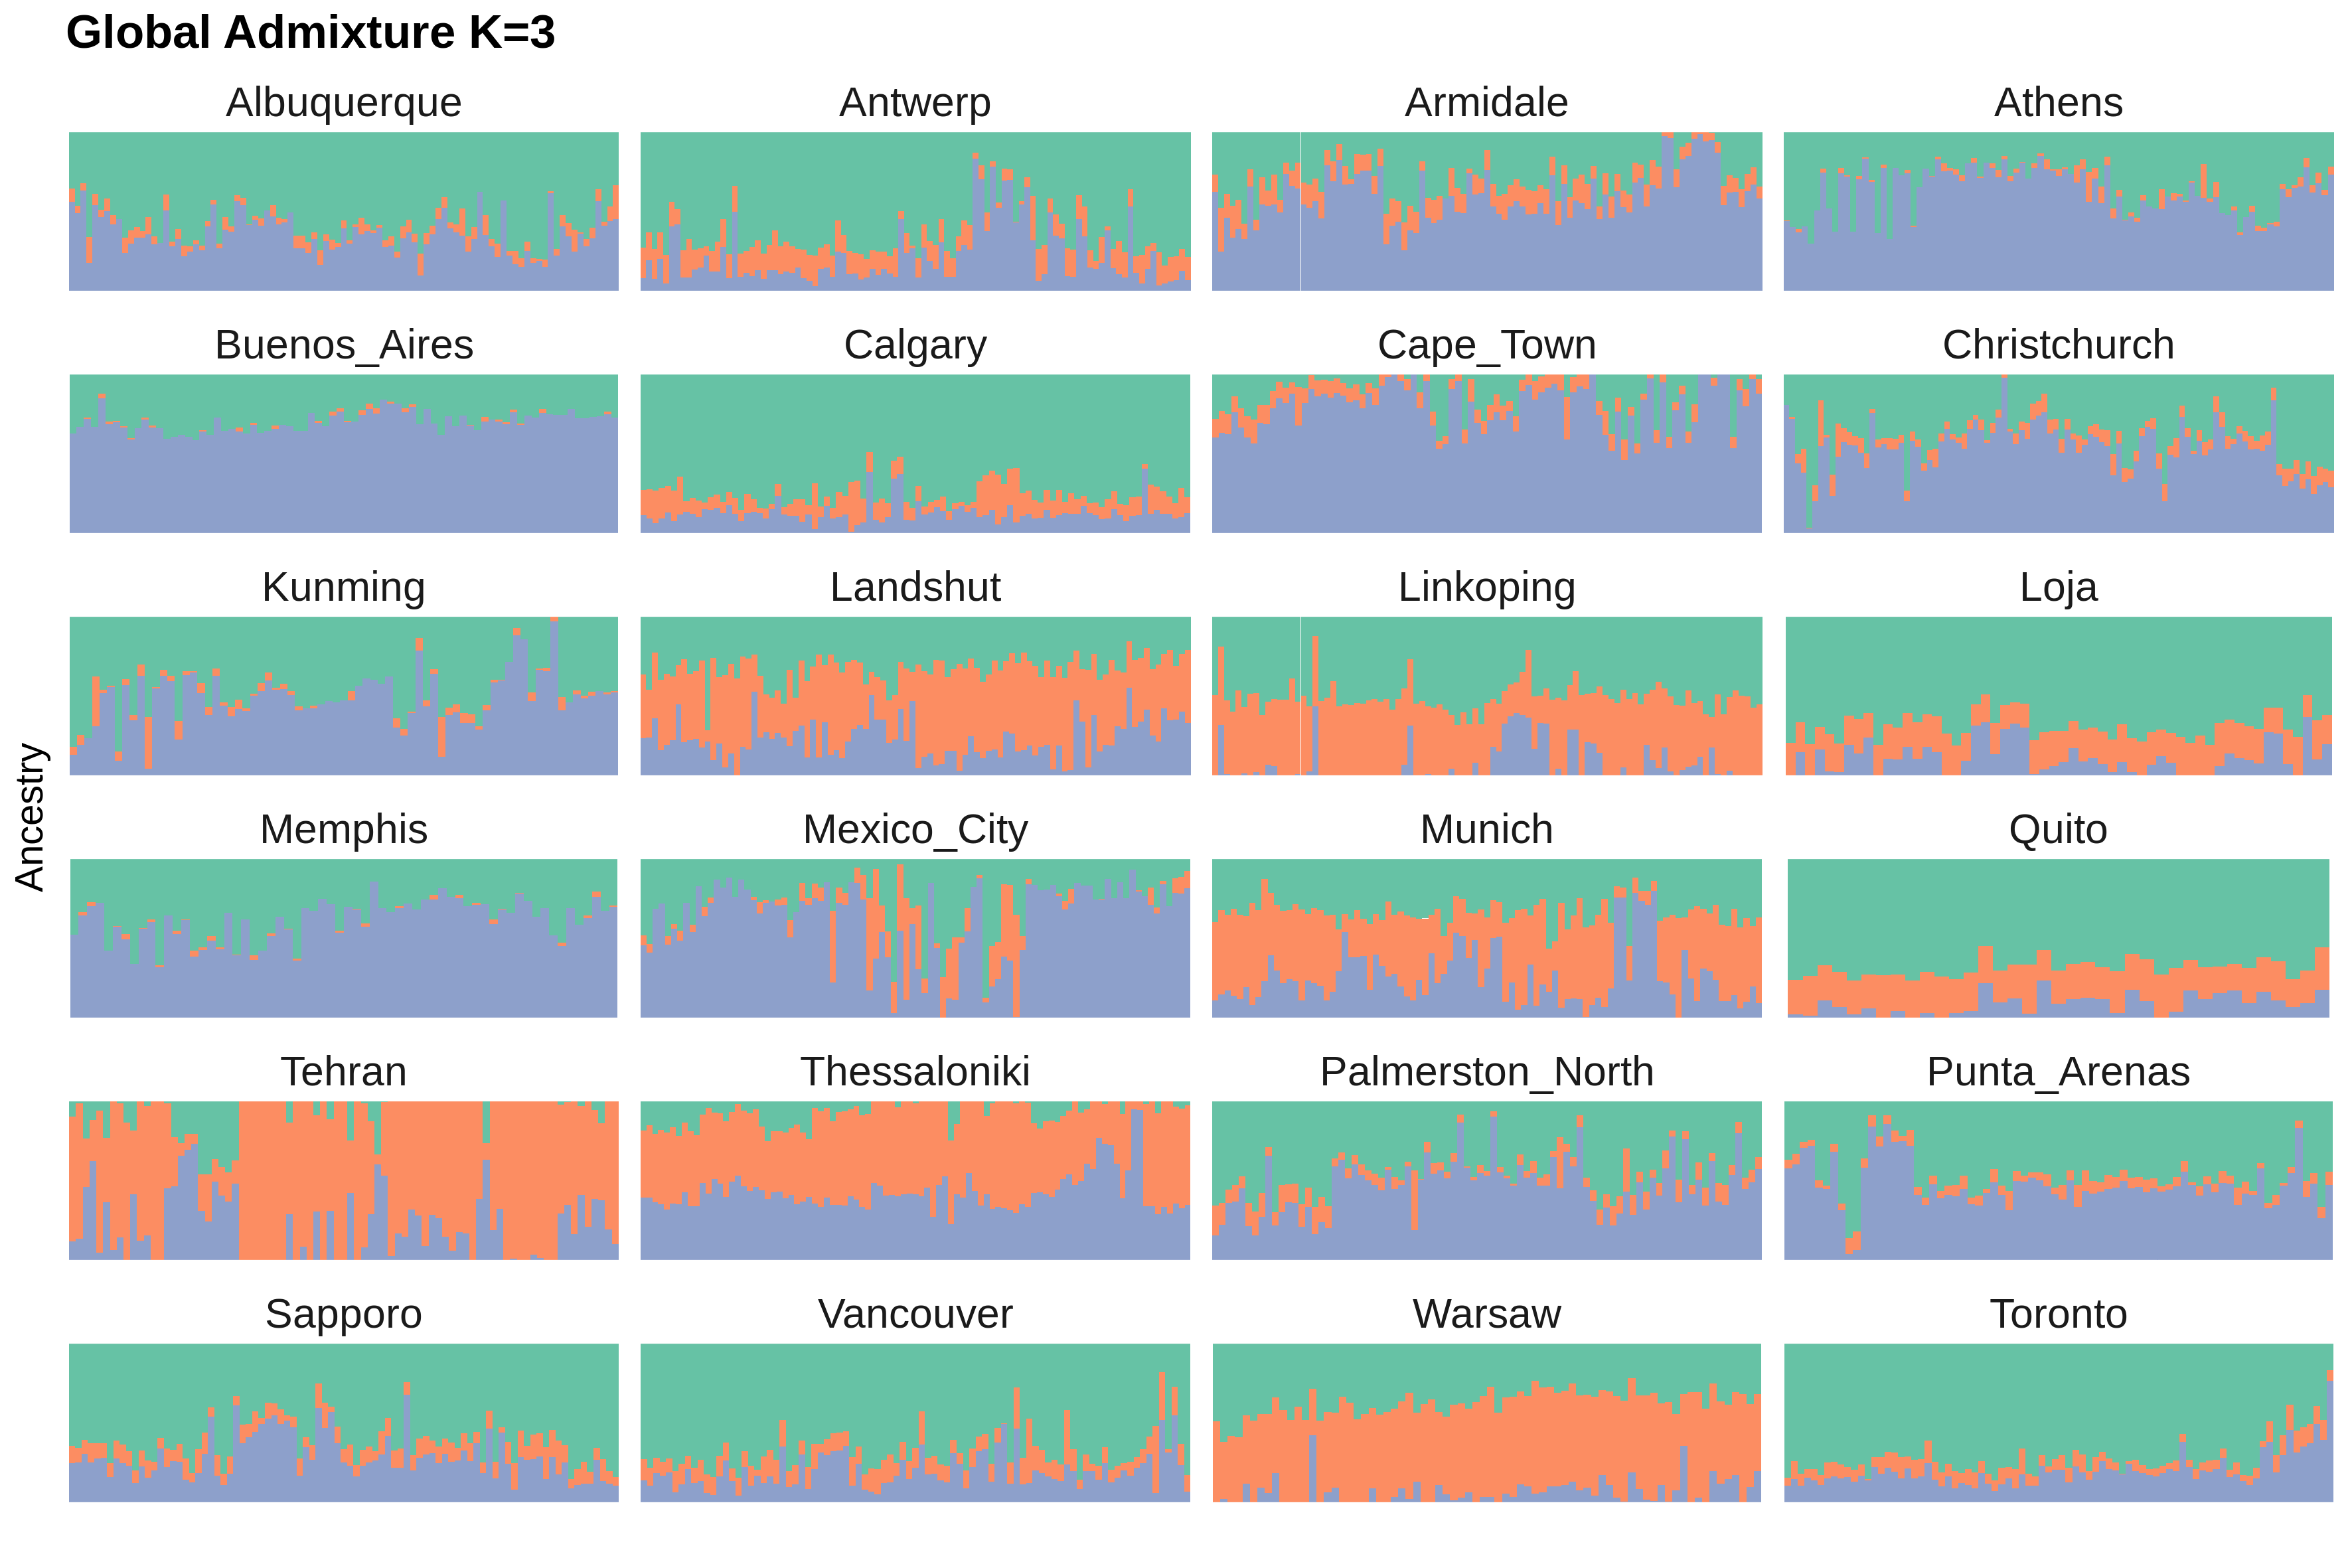 Global Admixture K=3
Albuquerque
Antwerp
Armidale
Athens
Buenos_Aires
Calgary
Cape_Town
Christchurch
Kunming
Landshut
Linkoping
Loja
Ancestry
Memphis
Mexico_City
Munich
Quito
Tehran
Thessaloniki
Palmerston_North
Punta_Arenas
Sapporo
Vancouver
Warsaw
Toronto